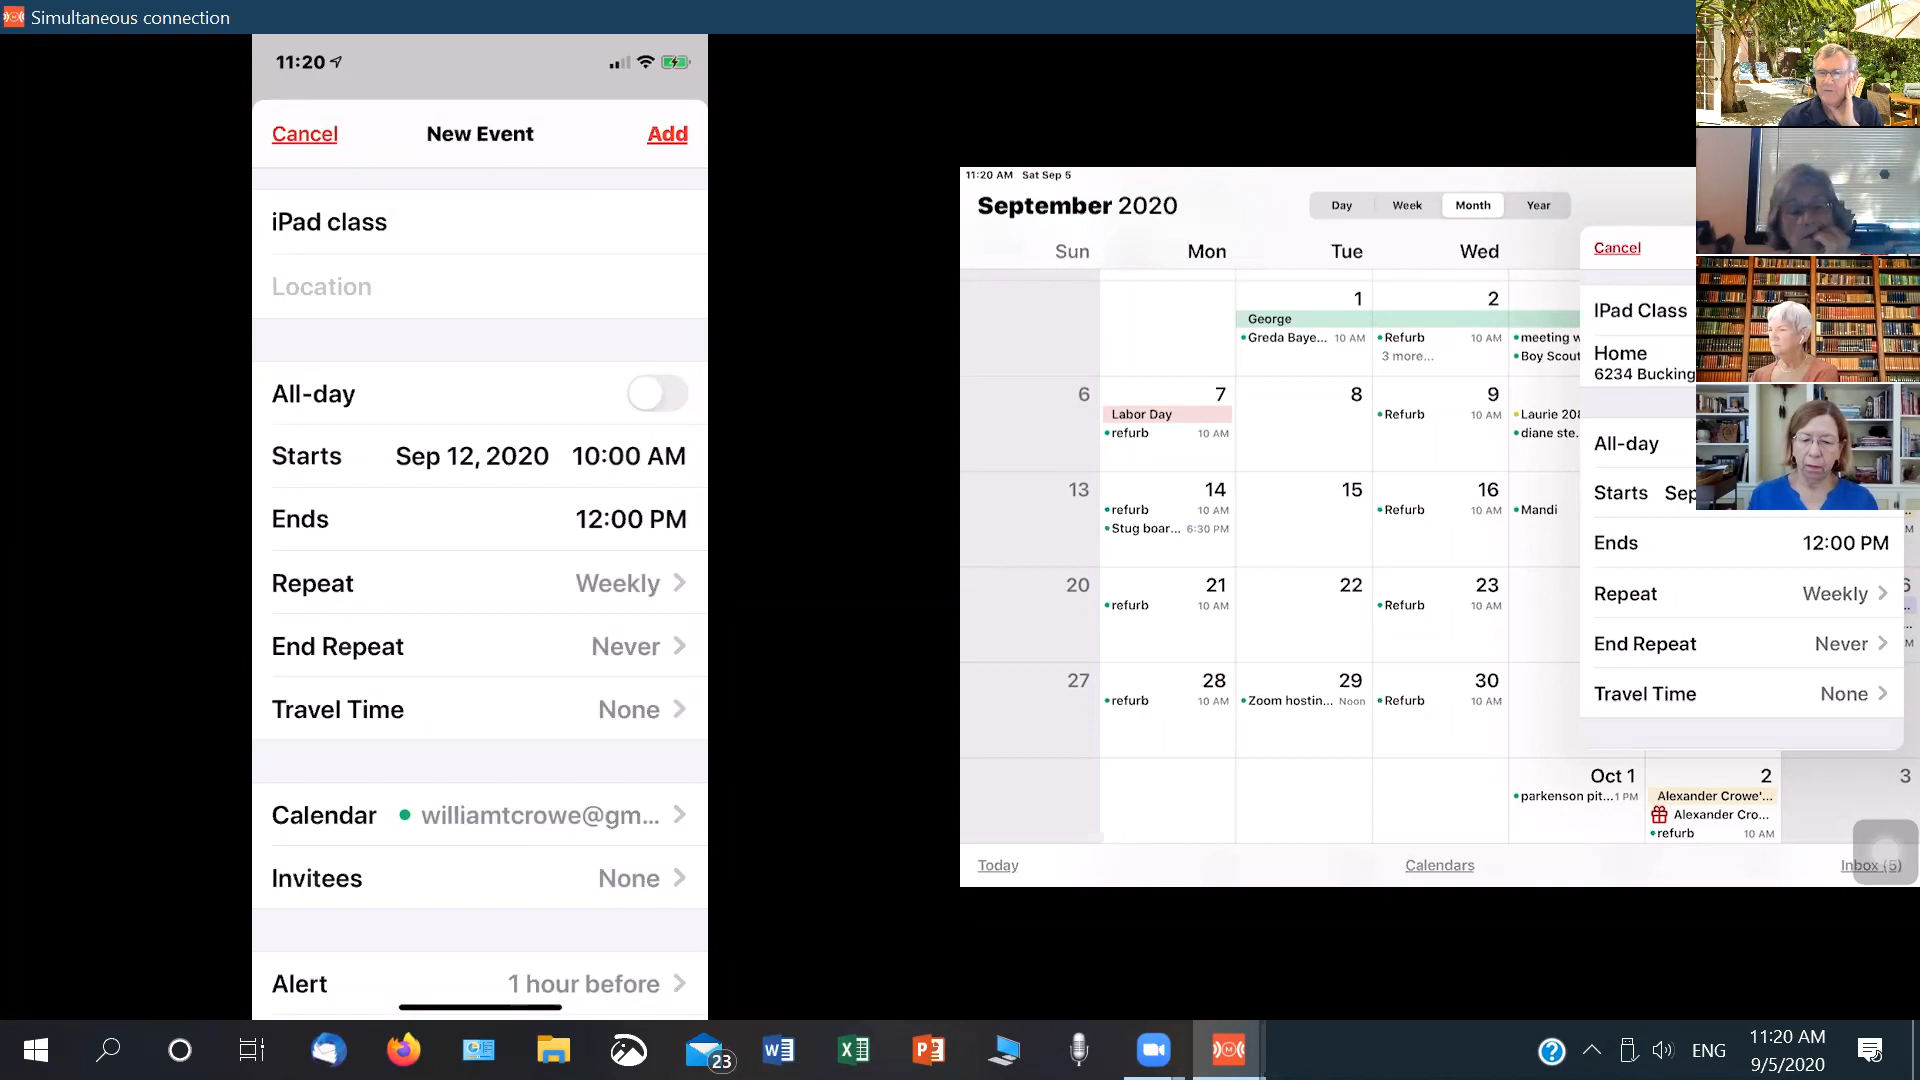 Simultaneous connection
11:20
Cancel New Event Add
iPad class
Location
All-day
Starts Sep 12, 2020 10:00 AM
Ends 12:00 PM
Repeat Weekly
End Repeat Never
Travel Time None
Calendar williamtcrowe@gm...
Invitees None
Alert 1 hour before
11:20 AM Sat Sep 5
September 2020
Day Week Month Year
Sun Mon Tue Wed
1 2
George
Greda Baye... 10 AM Refurb 10 AM meeting w
3 more... Boy Scout
6 7 8 9
Labor Day Refurb 10 AM Laurie 208
refurb 10 AM diane ste.
13 14 15 16
refurb 10 AM Refurb 10 AM Mandi
Stug boar... 6:30 PM
20 21 22 23
refurb 10 AM Refurb 10 AM
27 28 29 30
refurb 10 AM Zoom hostin... Noon Refurb 10 AM
Oct 1 2 3
parkenson pit... 1 PM Alexander Crowe'...
Alexander Cro...
refurb 10 AM
Today Calendars Inbox (5)
Cancel
IPad Class
Home
6234 Bucking
All-day
Starts Sep
Ends 12:00 PM
Repeat Weekly
End Repeat Never
Travel Time None
23
ENG
11:20 AM
9/5/2020